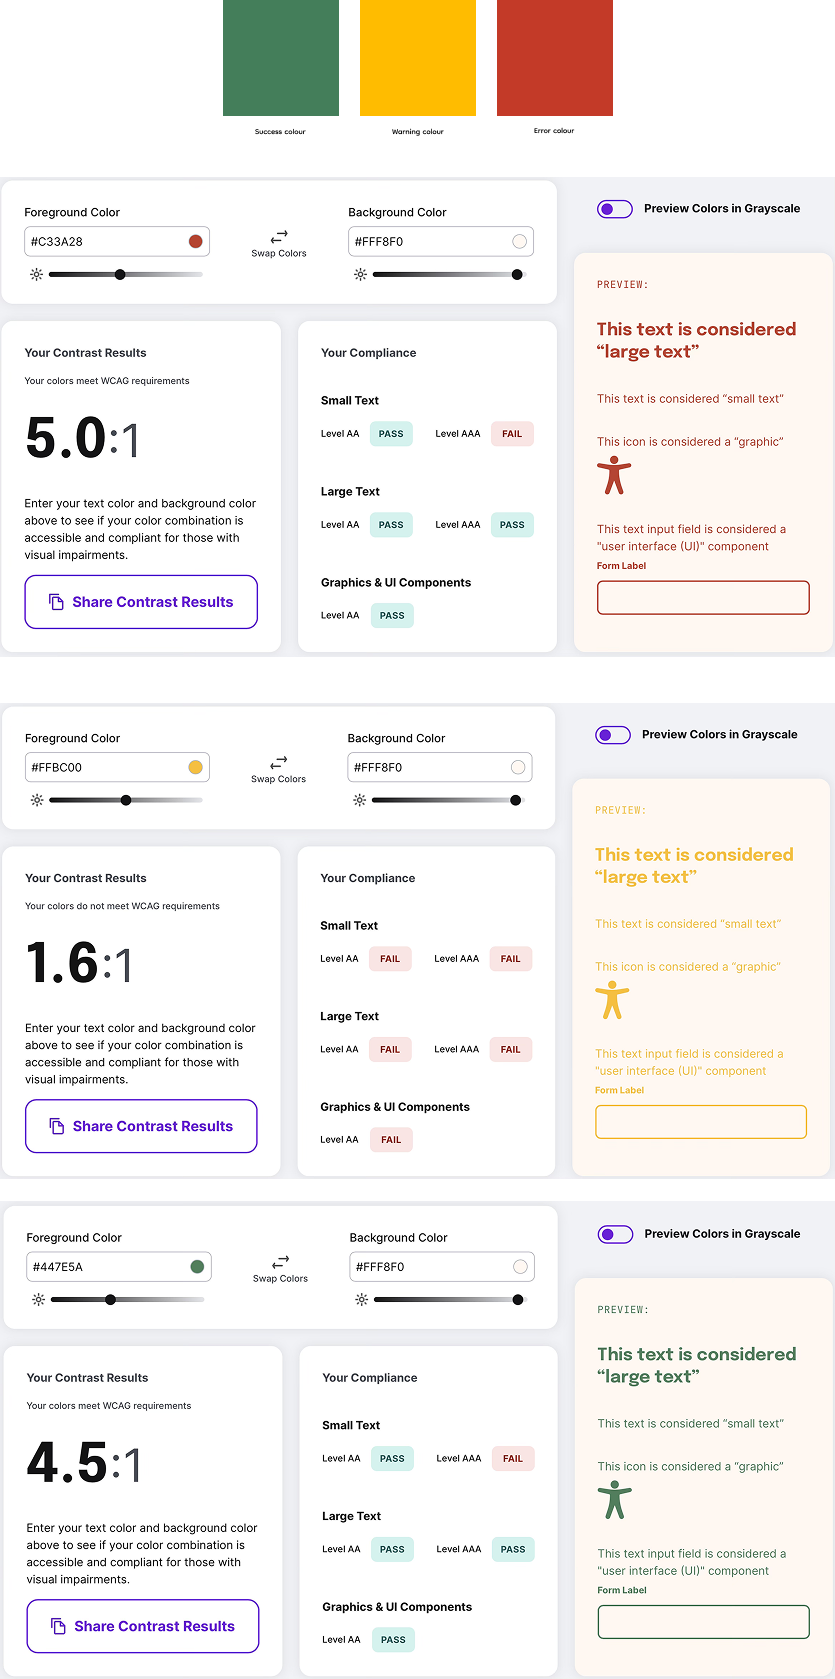 Success colour
Warning colour
Error colour
Foreground Color
#C33A28
Swap Colors
Background Color
#FFF8F0
Preview Colors in Grayscale
Your Contrast Results
Your colors meet WCAG requirements
5.0:1
Enter your text color and background color
above to see if your color combination is
accessible and compliant for those with
visual impairments.
Share Contrast Results
Your Compliance
Small Text
Level AA PASS Level AAA FAIL
Large Text
Level AA PASS Level AAA PASS
Graphics & UI Components
Level AA PASS
PREVIEW:
This text is considered
“large text”
This text is considered “small text”
This icon is considered a “graphic”
This text input field is considered a
"user interface (UI)" component
Form Label
Foreground Color
#FFBC00
Swap Colors
Background Color
#FFF8F0
Preview Colors in Grayscale
Your Contrast Results
Your colors do not meet WCAG requirements
1.6:1
Enter your text color and background color
above to see if your color combination is
accessible and compliant for those with
visual impairments.
Share Contrast Results
Your Compliance
Small Text
Level AA FAIL Level AAA FAIL
Large Text
Level AA FAIL Level AAA FAIL
Graphics & UI Components
Level AA FAIL
PREVIEW:
This text is considered
“large text”
This text is considered “small text”
This icon is considered a “graphic”
This text input field is considered a
"user interface (UI)" component
Form Label
Foreground Color
#447E5A
Swap Colors
Background Color
#FFF8F0
Preview Colors in Grayscale
Your Contrast Results
Your colors meet WCAG requirements
4.5:1
Enter your text color and background color
above to see if your color combination is
accessible and compliant for those with
visual impairments.
Share Contrast Results
Your Compliance
Small Text
Level AA PASS Level AAA FAIL
Large Text
Level AA PASS Level AAA PASS
Graphics & UI Components
Level AA PASS
PREVIEW:
This text is considered
“large text”
This text is considered “small text”
This icon is considered a “graphic”
This text input field is considered a
"user interface (UI)" component
Form Label